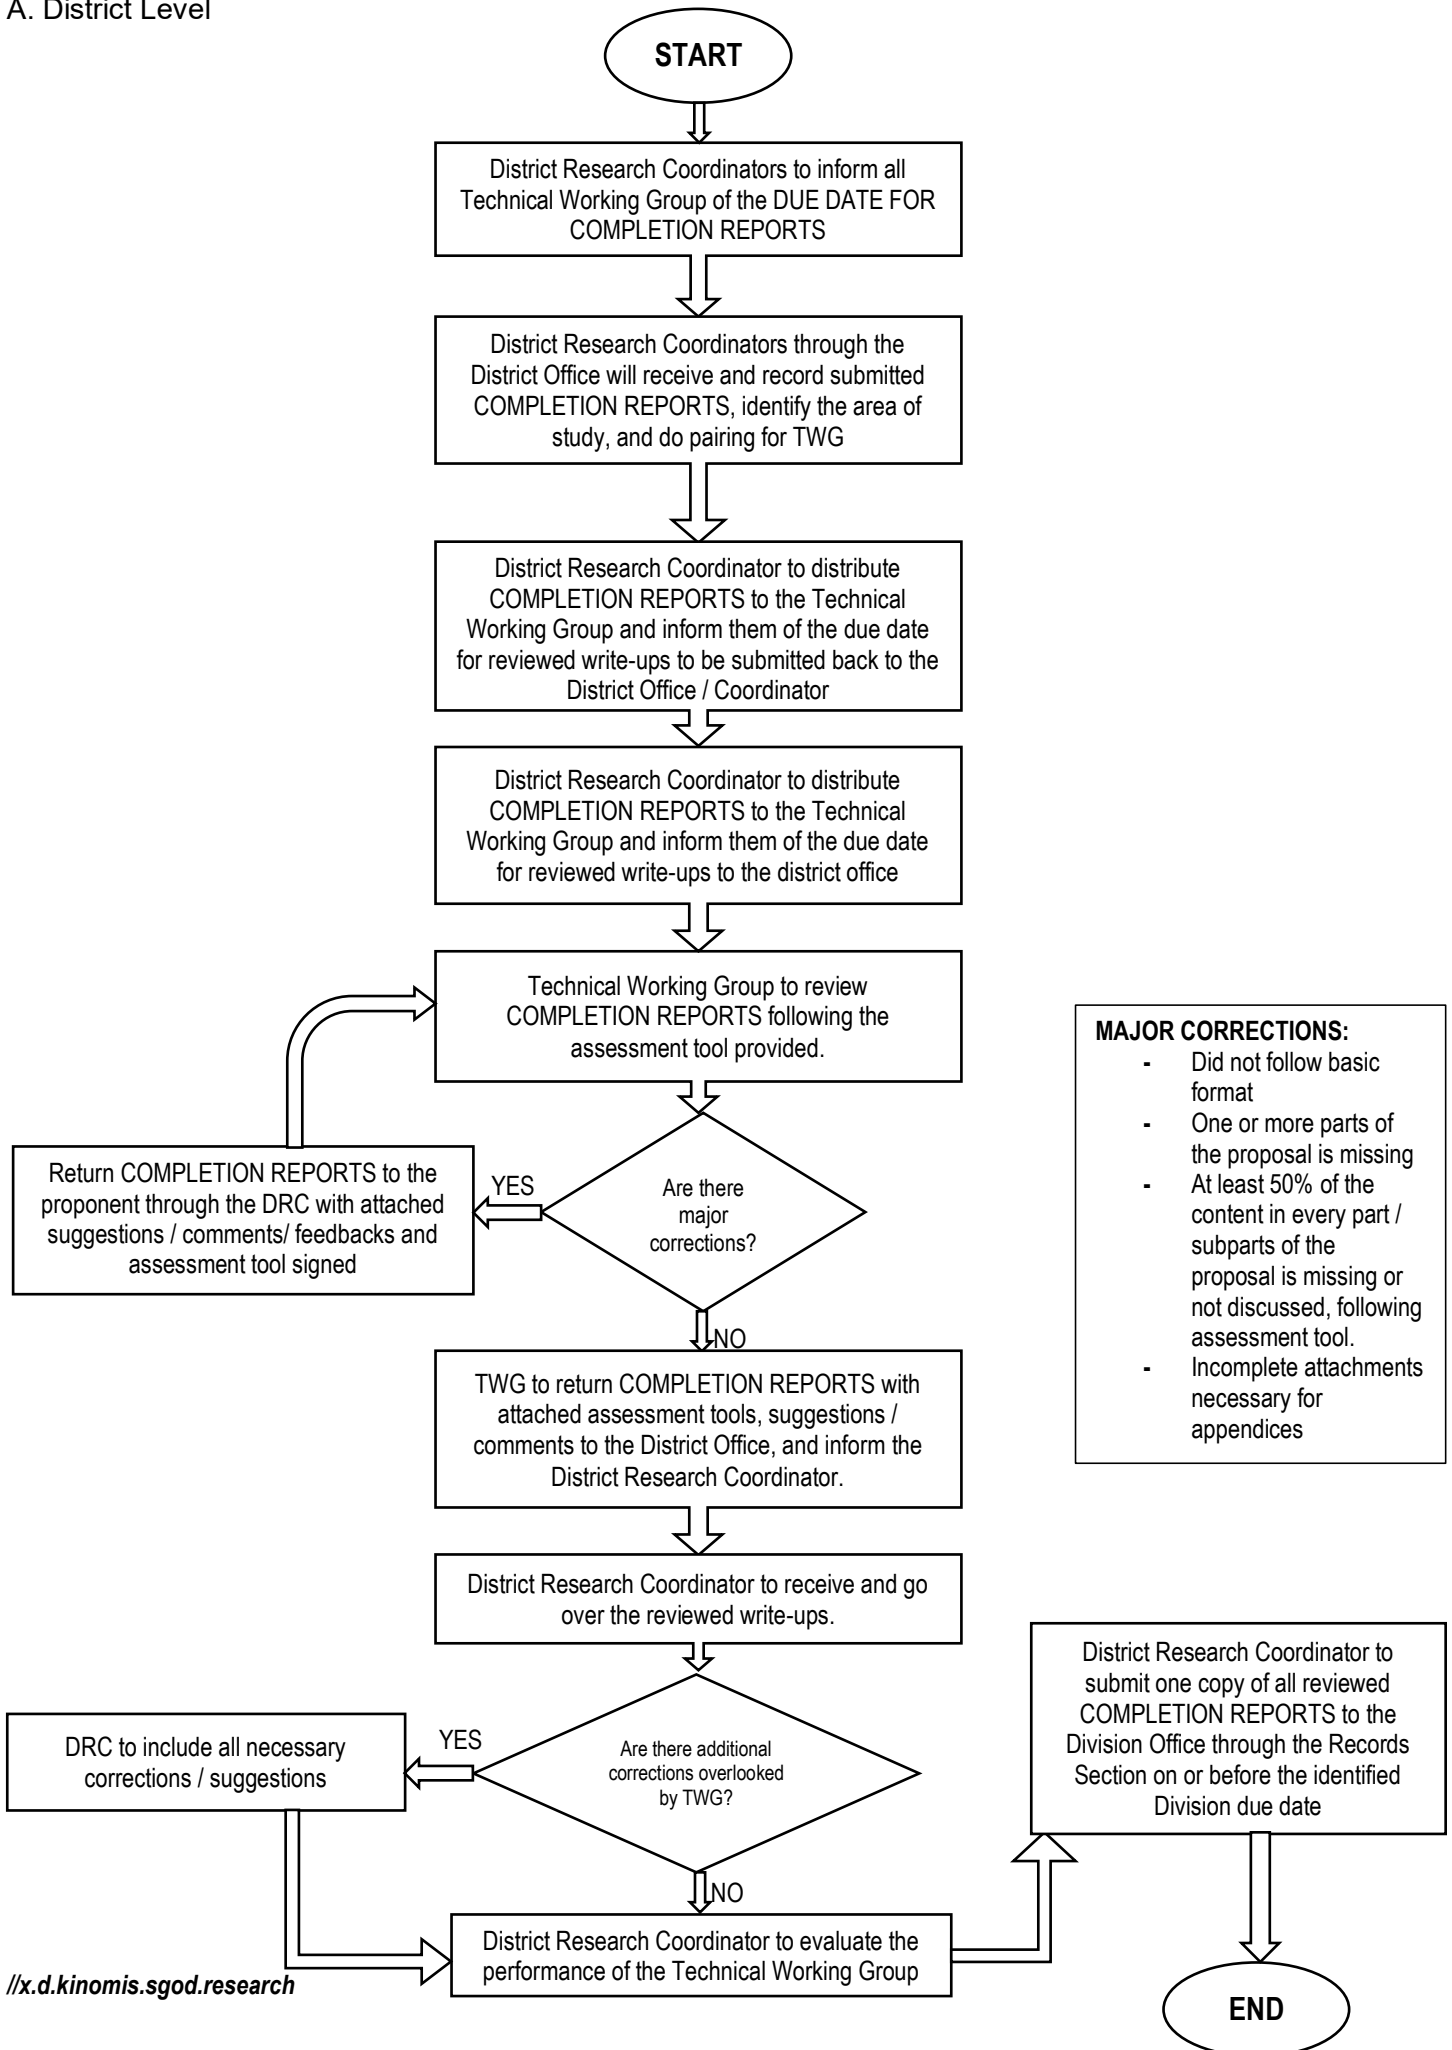 A. District Level
START
District Research Coordinators to inform all
Technical Working Group of the DUE DATE FOR
COMPLETION REPORTS
District Research Coordinators through the
District Office will receive and record submitted
COMPLETION REPORTS, identify the area of
study, and do pairing for TWG
District Research Coordinator to distribute
COMPLETION REPORTS to the Technical
Working Group and inform them of the due date
for reviewed write-ups to be submitted back to the
District Office / Coordinator
District Research Coordinator to distribute
COMPLETION REPORTS to the Technical
Working Group and inform them of the due date
for reviewed write-ups to the district office
Technical Working Group to review
COMPLETION REPORTS following the
assessment tool provided.
MAJOR CORRECTIONS:
- Did not follow basic
format
- One or more parts of
the proposal is missing
- At least 50% of the
content in every part /
subparts of the
proposal is missing or
not discussed, following
assessment tool.
- Incomplete attachments
necessary for
appendices
Return COMPLETION REPORTS to the
proponent through the DRC with attached
suggestions / comments/ feedbacks and
assessment tool signed
YES
Are there
major
corrections?
NO
TWG to return COMPLETION REPORTS with
attached assessment tools, suggestions /
comments to the District Office, and inform the
District Research Coordinator.
District Research Coordinator to receive and go
over the reviewed write-ups.
DRC to include all necessary
corrections / suggestions
YES
Are there additional
corrections overlooked
by TWG?
NO
District Research Coordinator to
submit one copy of all reviewed
COMPLETION REPORTS to the
Division Office through the Records
Section on or before the identified
Division due date
District Research Coordinator to evaluate the
performance of the Technical Working Group
//x.d.kinomis.sgod.research
END